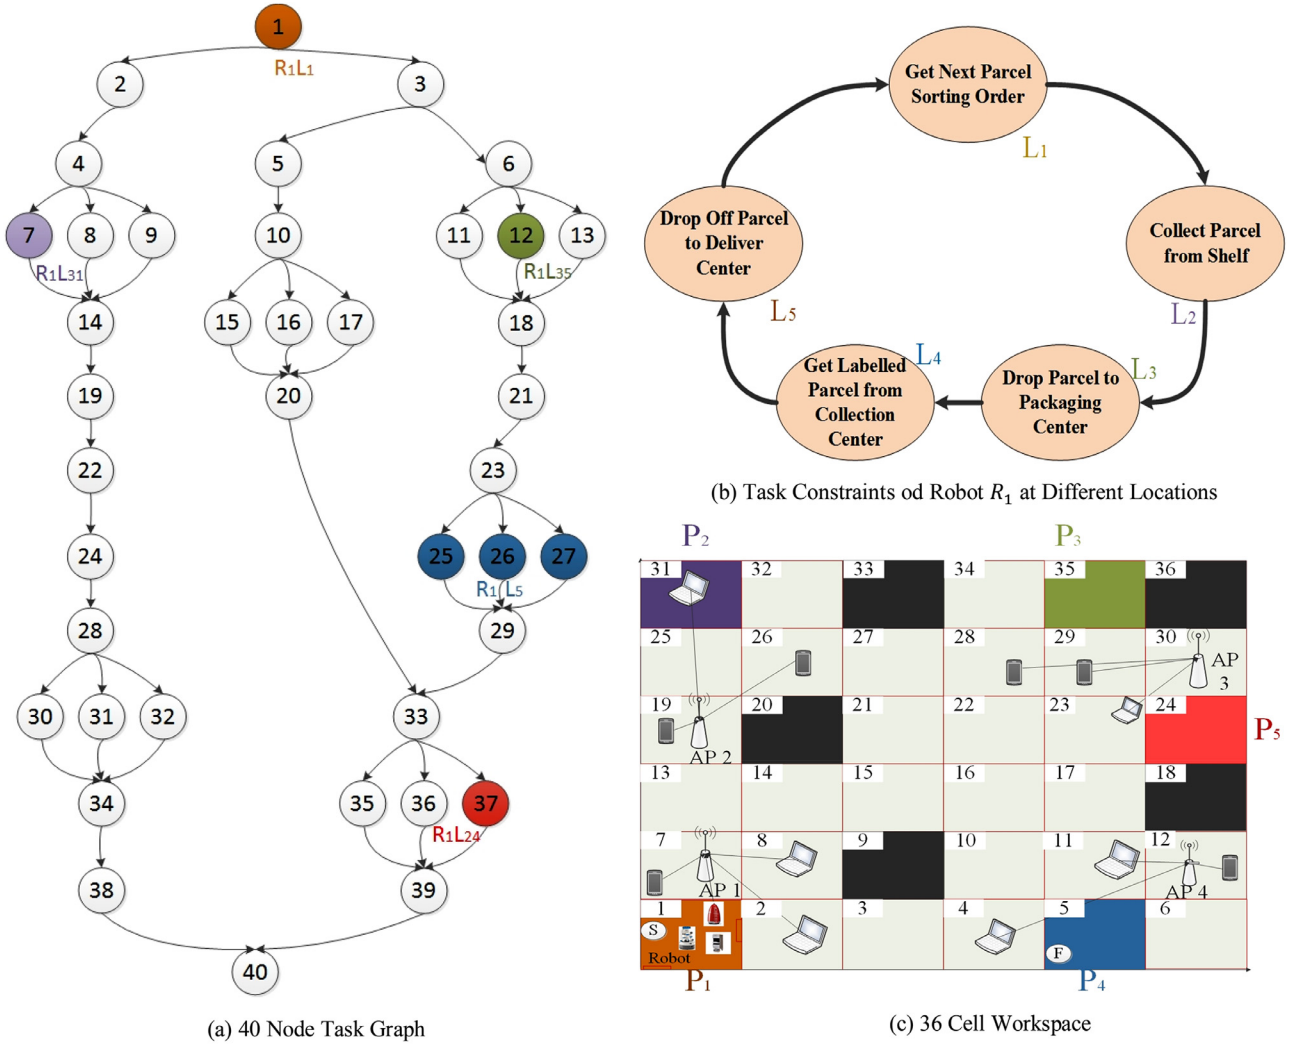 1
R1L1
2
3
4
5
6
7
8
9
10
11
12
13
R1L31
R1L35
14
15
16
17
18
19
20
21
22
23
24
25
26
27
R1L5
28
29
30
31
32
33
34
35
36
37
R1L24
38
39
40
(a) 40 Node Task Graph
Get Next Parcel
Sorting Order
L1
Drop Off Parcel
to Deliver
Center
L5
Collect Parcel
from Shelf
L2
Get Labelled
Parcel from
Collection
Center
L4
Drop Parcel to
Packaging
Center
L3
(b) Task Constraints od Robot R1 at Different Locations
P2
P3
31 32 33 34 35 36
25 26 27 28 29 30
AP
3
19 20 21 22 23 24
P5
AP 2
13 14 15 16 17 18
7 8 9 10 11 12
AP 1
AP 4
1 2 3 4 5 6
S
F
Robot
P1
P4
(c) 36 Cell Workspace